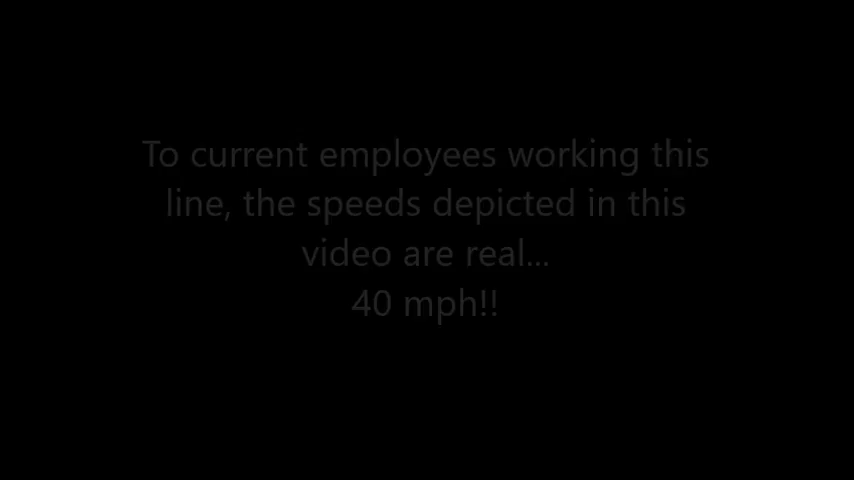 To current employees working this
line, the speeds depicted in this
video are real...
40 mph!!